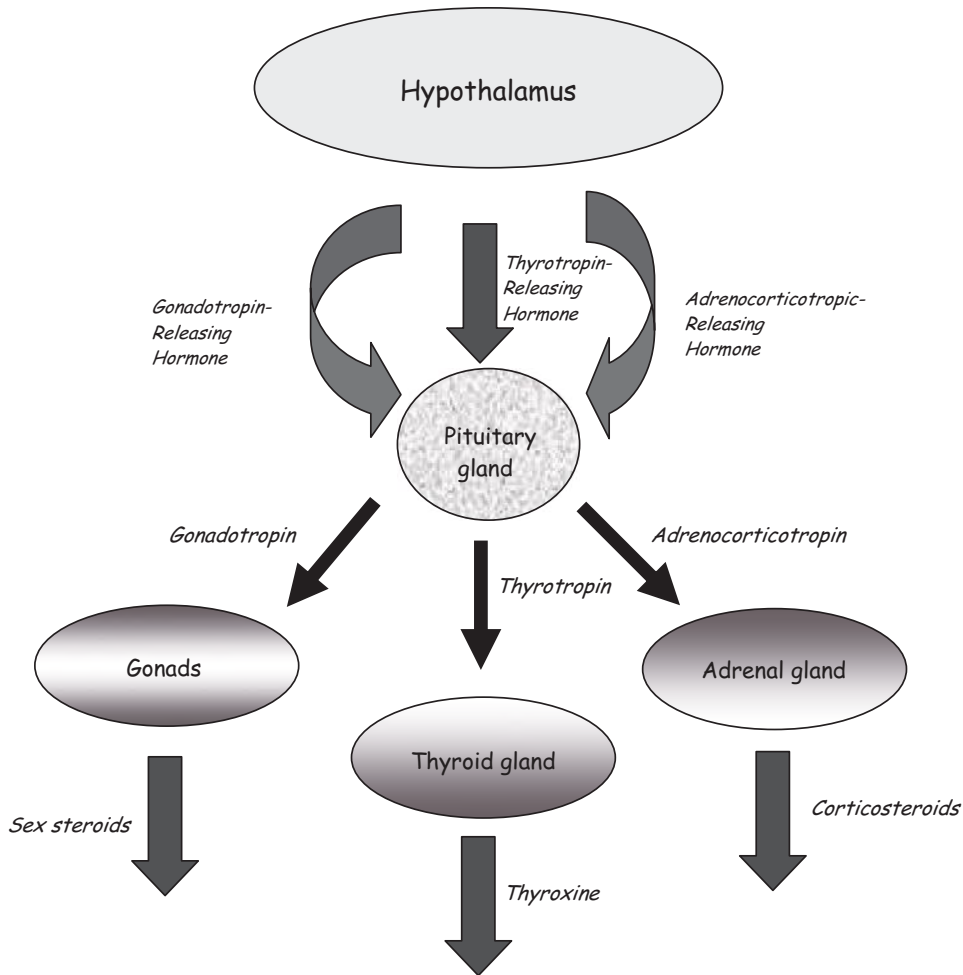 Hypothalamus
Gonadotropin-
Releasing
Hormone
Thyrotropin-
Releasing
Hormone
Adrenocorticotropic-
Releasing
Hormone
Pituitary
gland
Gonadotropin
Thyrotropin
Adrenocorticotropin
Gonads
Thyroid gland
Adrenal gland
Sex steroids
Thyroxine
Corticosteroids